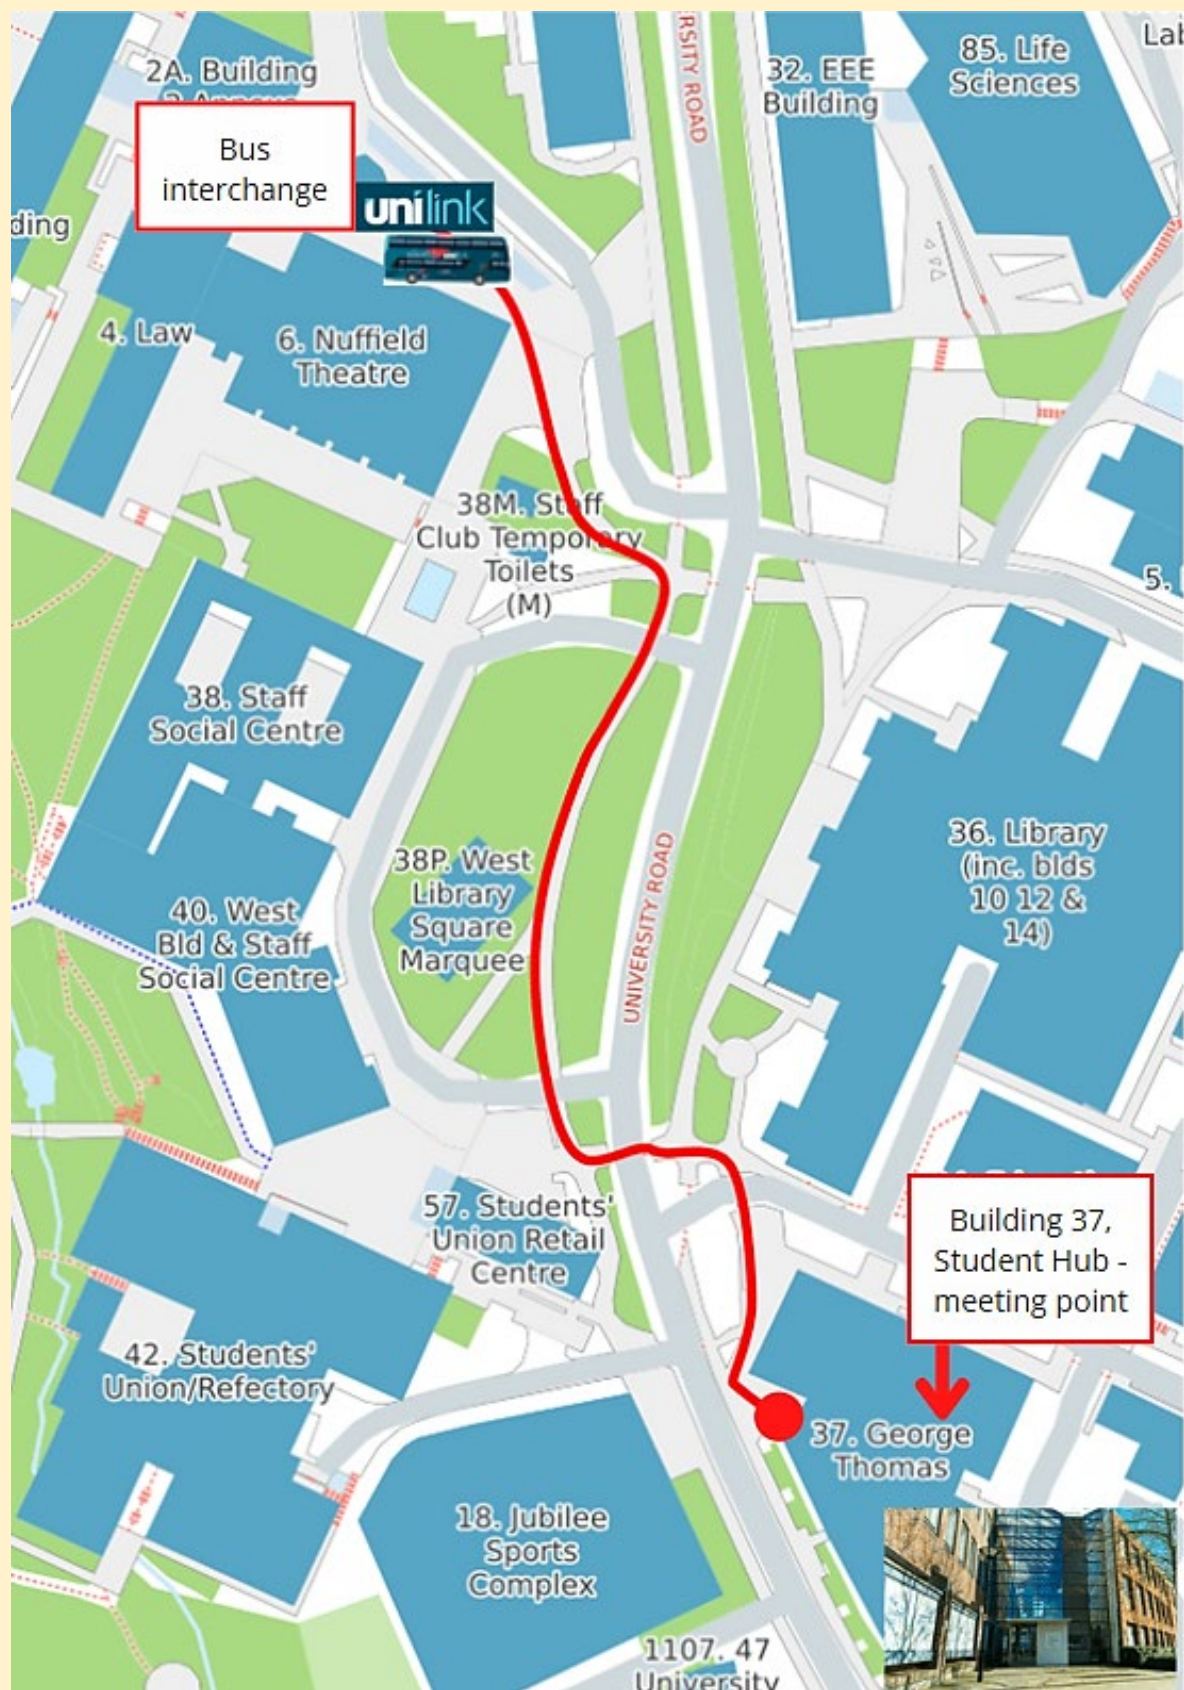 RSITY ROAD
2A. Building
32. EEE
Building
85. Life
Sciences
Bus
interchange
unilink
ding
4. Law
6. Nuffield
Theatre
38M. Staff
Club Temporary
Toilets
(M)
5.
38. Staff
Social Centre
36. Library
(inc. blds
10 12 &
14)
UNIVERSITY ROAD
38P. West
Library
Square
Marquee
40. West
Bld & Staff
Social Centre
57. Students'
Union Retail
Centre
Building 37,
Student Hub -
meeting point
42. Students'
Union/Refectory
37. George
Thomas
18. Jubilee
Sports
Complex
1107. 47
University